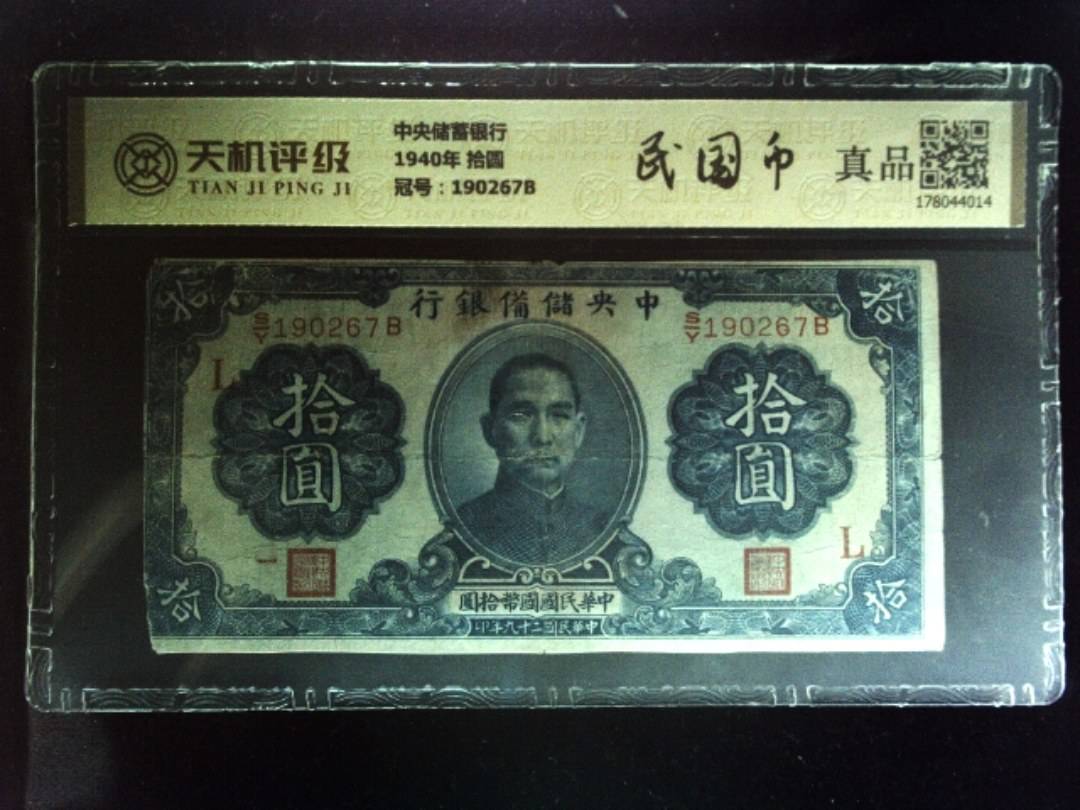 天机评级
TIAN JI PING JI
中央储蓄银行
1940年 拾圆
冠号：190267B
民国币
真品
178044014
拾
行銀備儲央中
拾
S/Y 190267B
S/Y 190267B
L
拾圓
拾圓
L
圓拾幣國國民華中
印年九十二國民華中
拾
拾